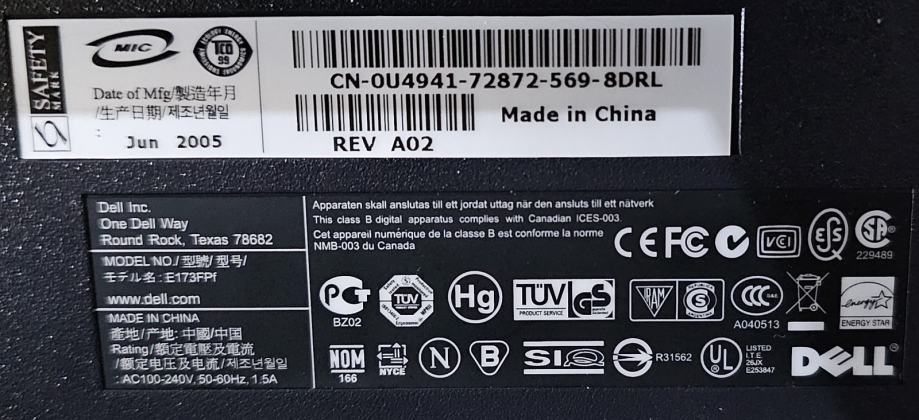 SAFETY
MARK
MIC
TCO
99
CN-0U4941-72872-569-8DRL
Date of Mfg/製造年月
/生产日期/제조년월일
:
Jun 2005
Made in China
REV A02
Dell Inc.
One Dell Way
Round Rock, Texas 78682
MODEL NO./型號/型号/
モデル名: E173FPf
www.dell.com
MADE IN CHINA
產地/产地: 中國/中国
Rating/額定電壓及電流
/额定电压及电流/제조년월일
: AC100-240V, 50-60Hz, 1.5A
Apparaten skall anslutas till ett jordat uttag när den ansluts till ett nätverk
This class B digital apparatus complies with Canadian ICES-003.
Cet appareil numérique de la classe B est conforme la norme
NMB-003 du Canada
CE FC VCI
229489
BZ02
TÜV
Hg
TÜV
PRODUCT SERVICE
GS
IRAM
S
CCC
A040513
energy
ENERGY STAR
NOM
166
NYCE
N
B
SIQ
R31562
UL
LISTED
I.T.E.
26JX
E253847
DELL